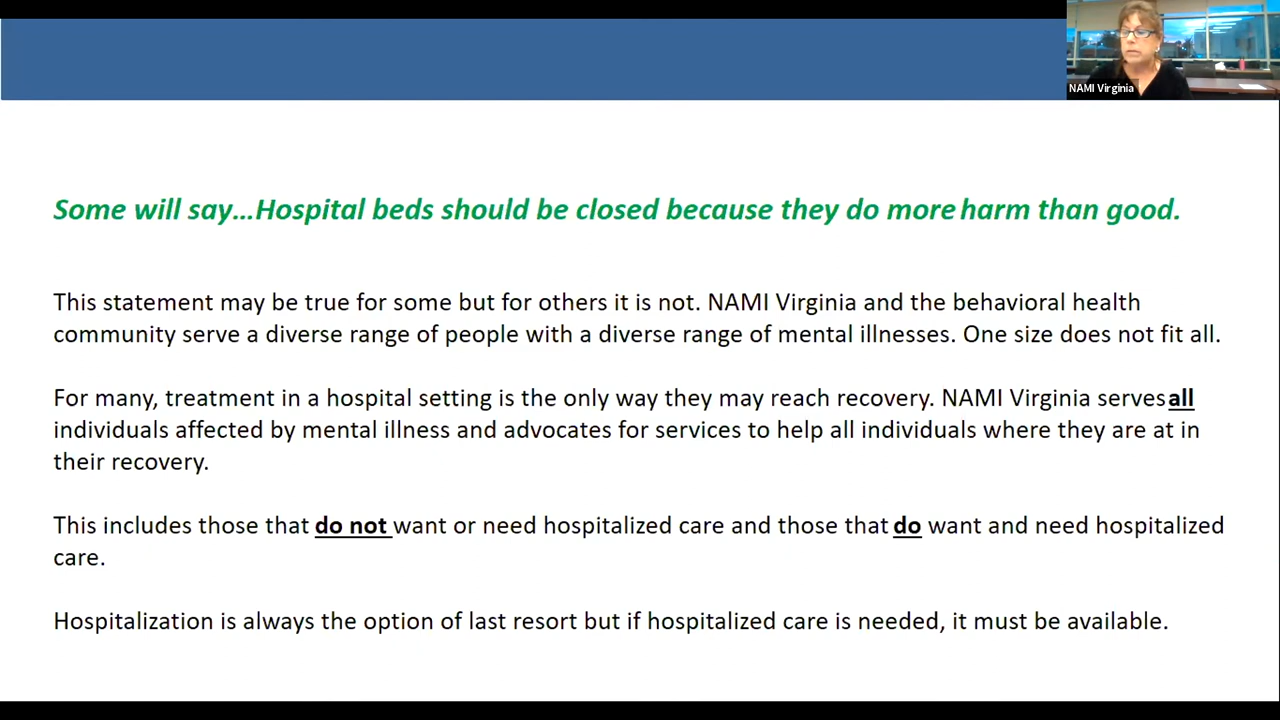 NAMI Virginia
Some will say...Hospital beds should be closed because they do more harm than good.
This statement may be true for some but for others it is not. NAMI Virginia and the behavioral health
community serve a diverse range of people with a diverse range of mental illnesses. One size does not fit all.
For many, treatment in a hospital setting is the only way they may reach recovery. NAMI Virginia serves all
individuals affected by mental illness and advocates for services to help all individuals where they are at in
their recovery.
This includes those that do not want or need hospitalized care and those that do want and need hospitalized
care.
Hospitalization is always the option of last resort but if hospitalized care is needed, it must be available.